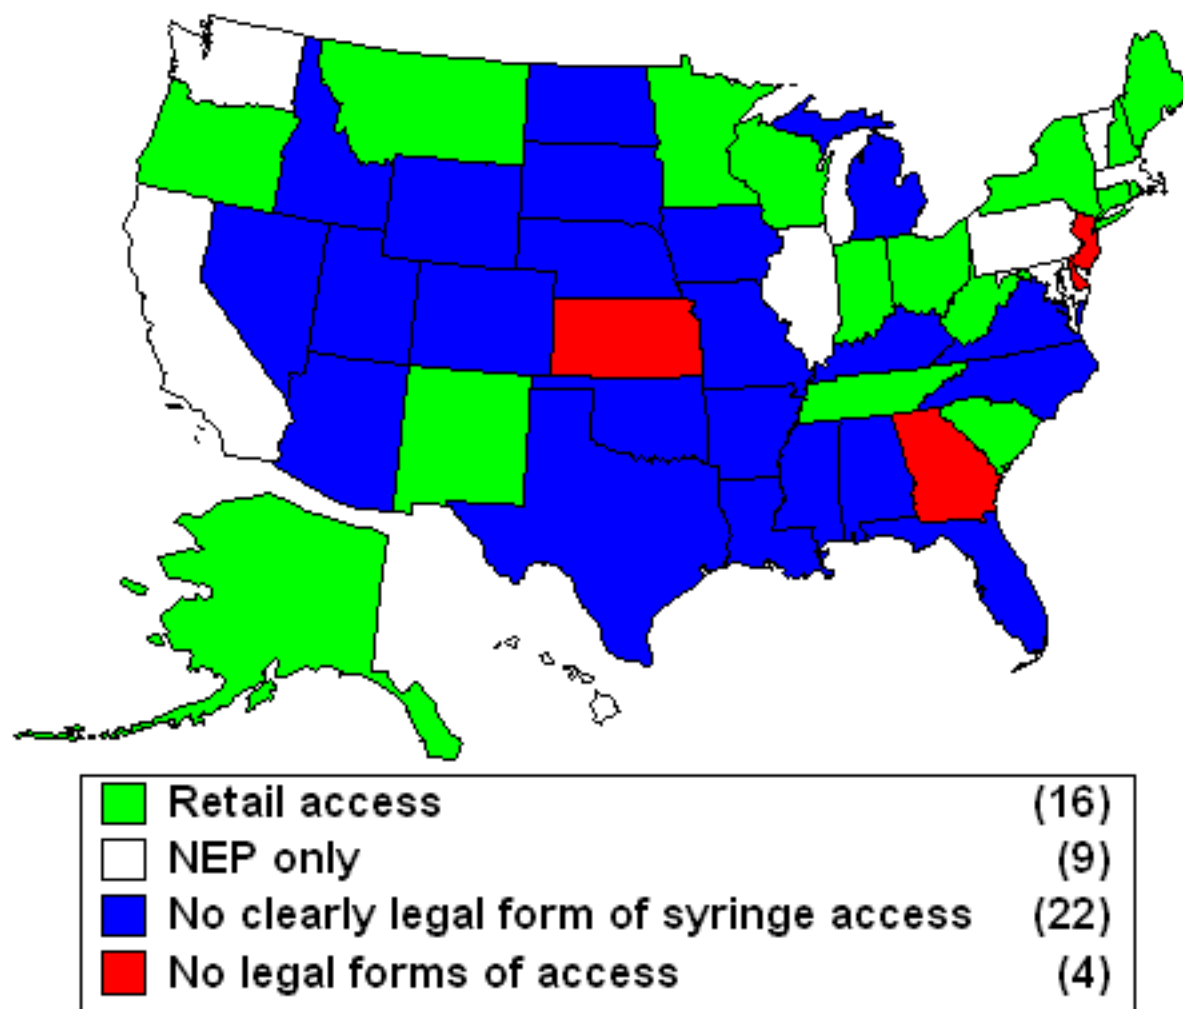 Retail access (16)
NEP only (9)
No clearly legal form of syringe access (22)
No legal forms of access (4)